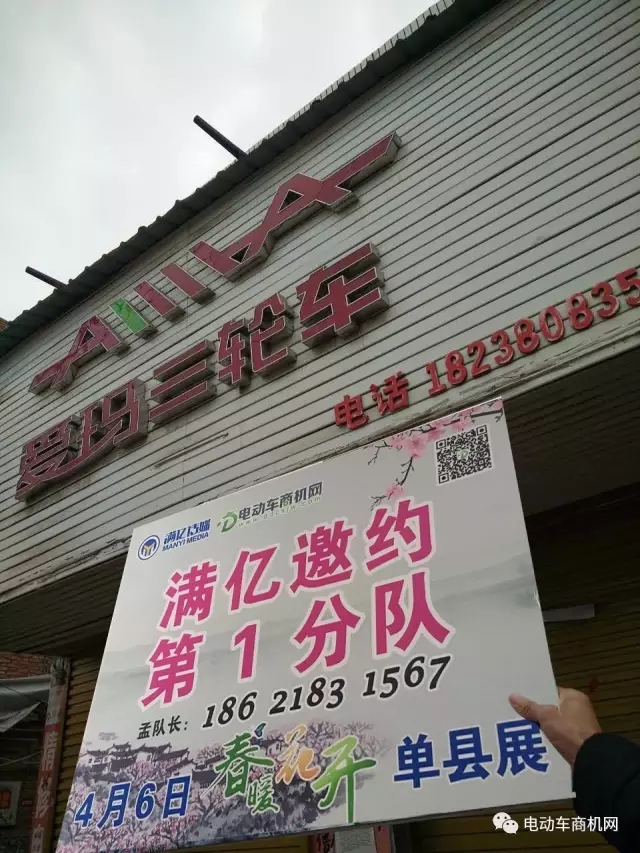 AIMA
爱玛三轮车
电话 182380835
满亿传媒
MANYI MEDIA
电动车商机网
满亿邀约
第1分队
孟队长: 186 2183 1567
4月6日 春暖花开 单县展
电动车商机网